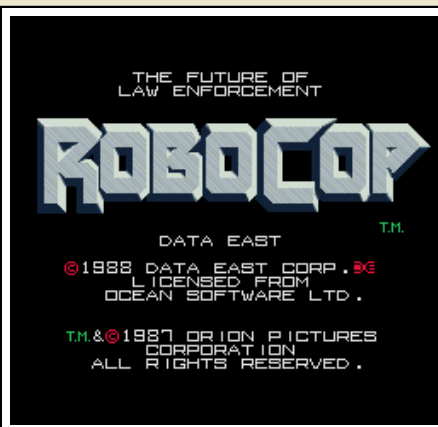 THE FUTURE OF
LAW ENFORCEMENT
ROBOCOP
T.M.
DATA EAST
©1988 DATA EAST CORP. DE
LICENSED FROM
OCEAN SOFTWARE LTD.
T.M.&©1987 ORION PICTURES
CORPORATION
ALL RIGHTS RESERVED.